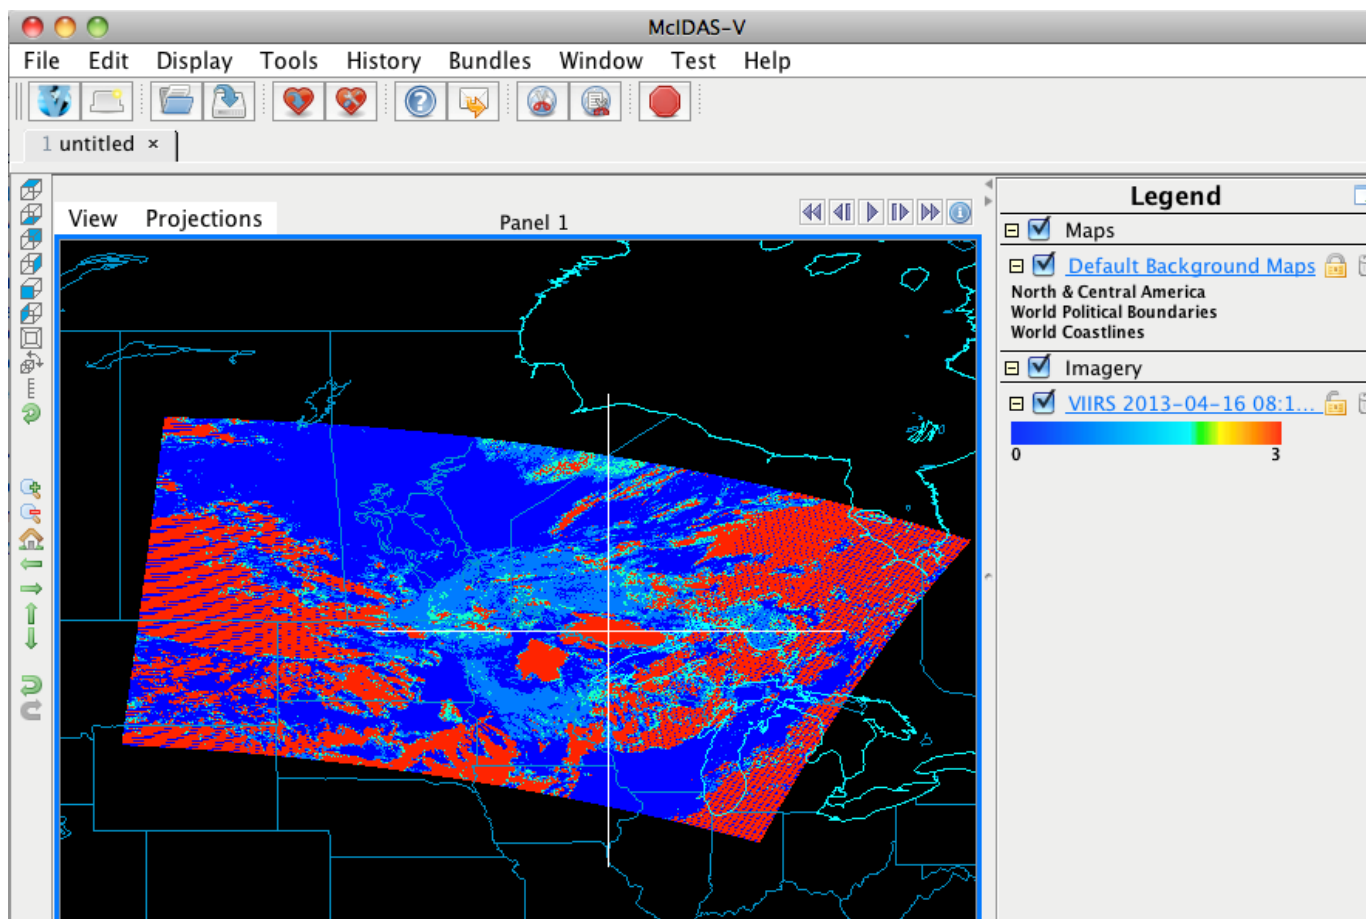 McIDAS-V
File Edit Display Tools History Bundles Window Test Help
1 untitled ×
View Projections
Panel 1
Legend
Maps
Default Background Maps
North & Central America
World Political Boundaries
World Coastlines
Imagery
VIIRS 2013-04-16 08:1...
0 3